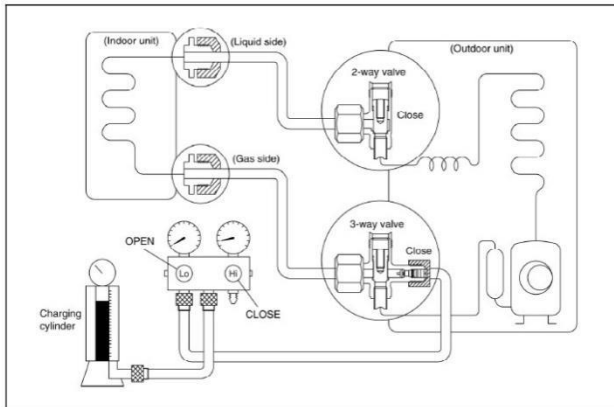 (Indoor unit)
(Liquid side)
(Outdoor unit)
2-way valve
Close
(Gas side)
3-way valve
Close
OPEN
Lo
Hi
CLOSE
Charging
cylinder